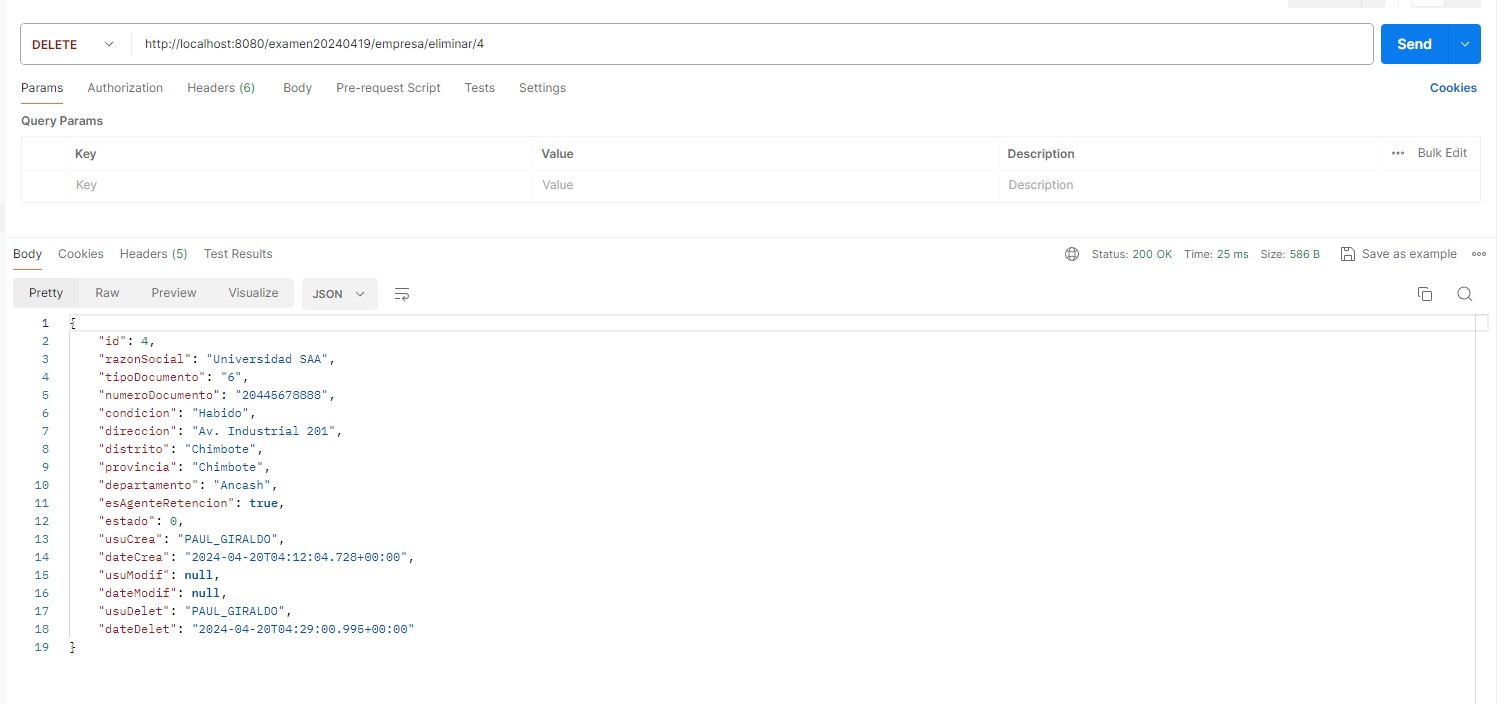 DELETE http://localhost:8080/examen20240419/empresa/eliminar/4 Send
Params Authorization Headers (6) Body Pre-request Script Tests Settings Cookies
Query Params
Key Value Description Bulk Edit
Key Value Description
Body Cookies Headers (5) Test Results Status: 200 OK Time: 25 ms Size: 586 B Save as example
Pretty Raw Preview Visualize JSON
1 {
2 "id": 4,
3 "razonSocial": "Universidad SAA",
4 "tipoDocumento": "6",
5 "numeroDocumento": "20445678888",
6 "condicion": "Habido",
7 "direccion": "Av. Industrial 201",
8 "distrito": "Chimbote",
9 "provincia": "Chimbote",
10 "departamento": "Ancash",
11 "esAgenteRetencion": true,
12 "estado": 0,
13 "usuCrea": "PAUL_GIRALDO",
14 "dateCrea": "2024-04-20T04:12:04.728+00:00",
15 "usuModif": null,
16 "dateModif": null,
17 "usuDelet": "PAUL_GIRALDO",
18 "dateDelet": "2024-04-20T04:29:00.995+00:00"
19 }